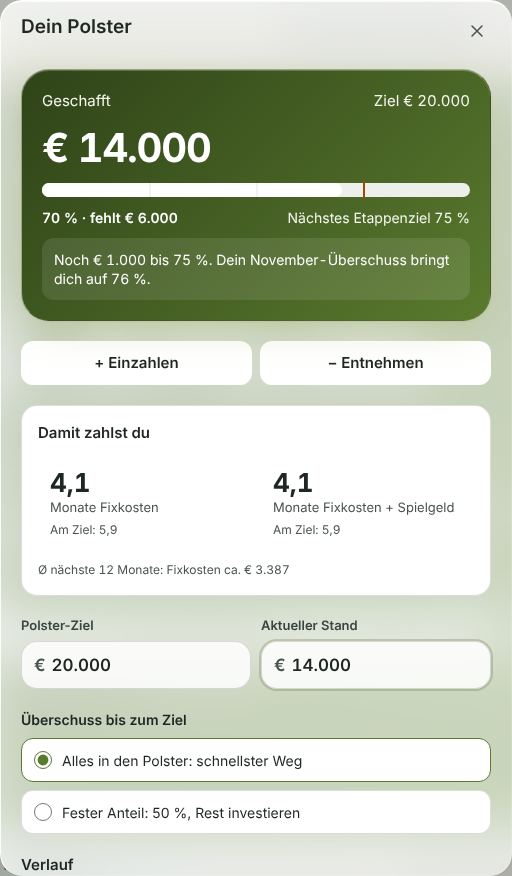 Dein Polster
Geschafft
Ziel € 20.000
€ 14.000
70 % · fehlt € 6.000
Nächstes Etappenziel 75 %
Noch € 1.000 bis 75 %. Dein November-Überschuss bringt
dich auf 76 %.
+ Einzahlen
− Entnehmen
Damit zahlst du
4,1
Monate Fixkosten
Am Ziel: 5,9
4,1
Monate Fixkosten + Spielgeld
Am Ziel: 5,9
Ø nächste 12 Monate: Fixkosten ca. € 3.387
Polster-Ziel
Aktueller Stand
€ 20.000
€ 14.000
Überschuss bis zum Ziel
Alles in den Polster: schnellster Weg
Fester Anteil: 50 %, Rest investieren
Verlauf